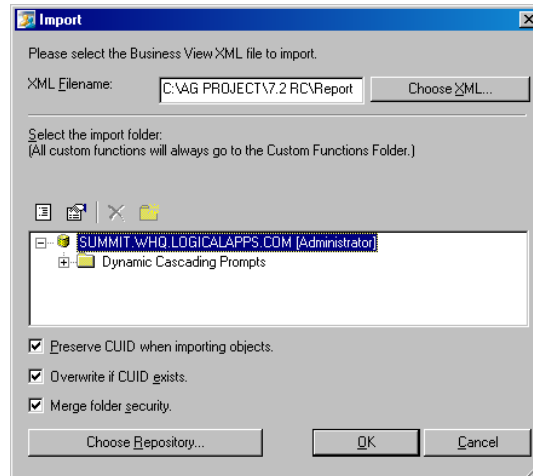 Import
Please select the Business View XML file to import.
XML Filename:
C:\AG PROJECT\7.2 RC\Report
Choose XML...
Select the import folder:
(All custom functions will always go to the Custom Functions Folder.)
SUMMIT.WHQ.LOGICALAPPS.COM [Administrator]
Dynamic Cascading Prompts
Preserve CUID when importing objects.
Overwrite if CUID exists.
Merge folder security.
Choose Repository...
OK
Cancel